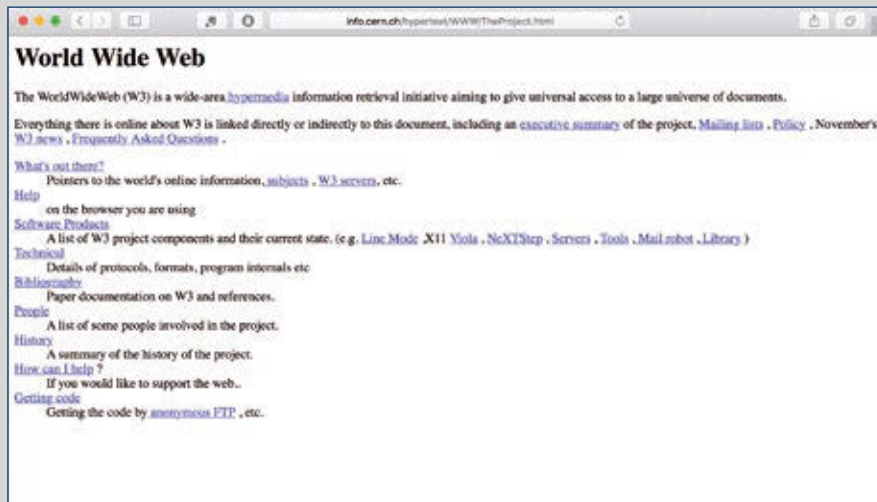 info.cern.ch/hypertext/WWW/TheProject.html
World Wide Web
The WorldWideWeb (W3) is a wide-area hypermedia information retrieval initiative aiming to give universal access to a large universe of documents.
Everything there is online about W3 is linked directly or indirectly to this document, including an executive summary of the project, Mailing lists , Policy , November's
W3 news , Frequently Asked Questions .
What's out there?
Pointers to the world's online information, subjects , W3 servers, etc.
Help
on the browser you are using
Software Products
A list of W3 project components and their current state. (e.g. Line Mode ,X11 Viola , NeXTStep , Servers , Tools , Mail robot , Library )
Technical
Details of protocols, formats, program internals etc
Bibliography
Paper documentation on W3 and references.
People
A list of some people involved in the project.
History
A summary of the history of the project.
How can I help ?
If you would like to support the web..
Getting code
Getting the code by anonymous FTP , etc.